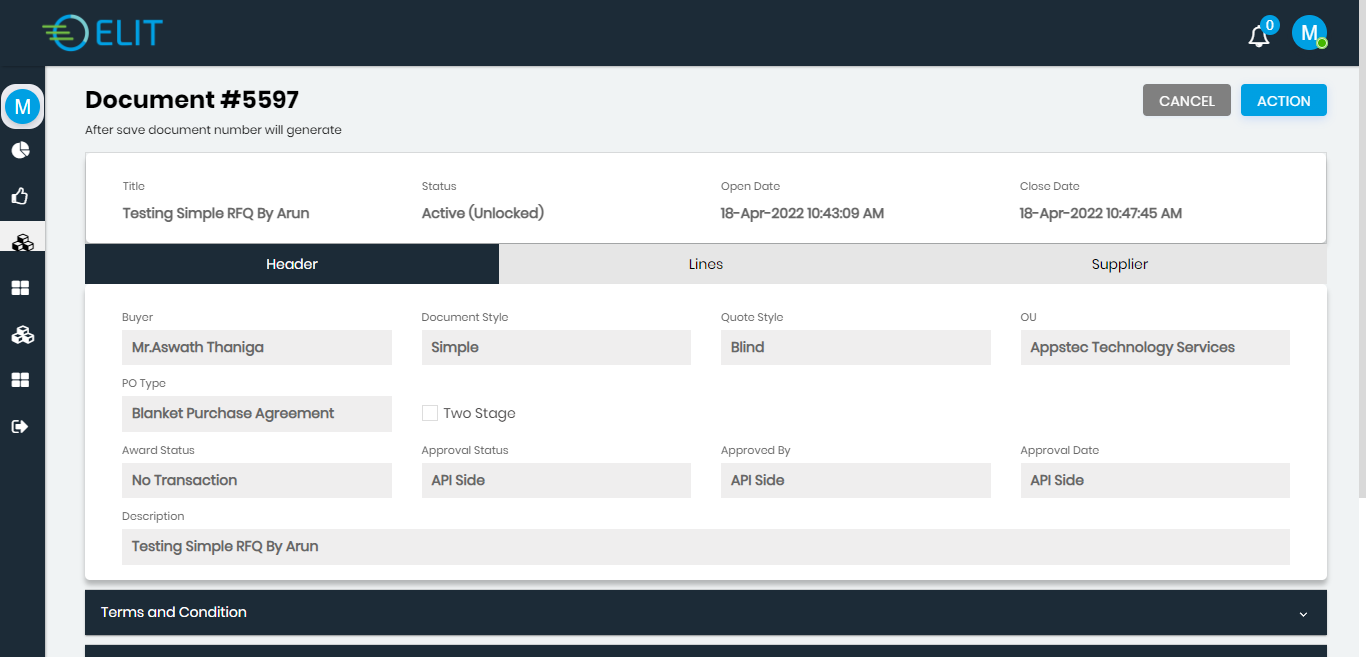 ELIT
0
M
M
Document #5597
CANCEL
ACTION
After save document number will generate
Title
Status
Open Date
Close Date
Testing Simple RFQ By Arun
Active (Unlocked)
18-Apr-2022 10:43:09 AM
18-Apr-2022 10:47:45 AM
Header
Lines
Supplier
Buyer
Document Style
Quote Style
OU
Mr.Aswath Thaniga
Simple
Blind
Appstec Technology Services
PO Type
Blanket Purchase Agreement
Two Stage
Award Status
Approval Status
Approved By
Approval Date
No Transaction
API Side
API Side
API Side
Description
Testing Simple RFQ By Arun
Terms and Condition